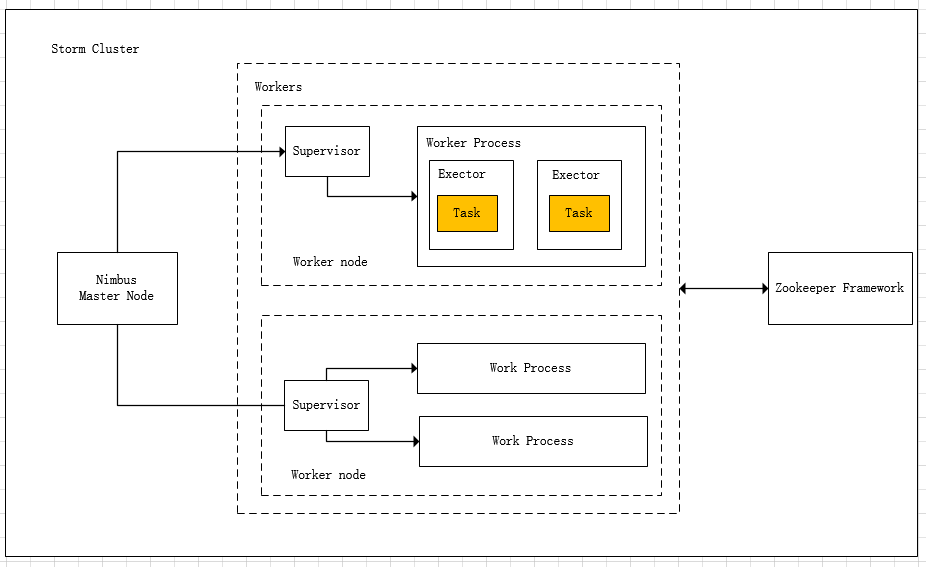 Storm Cluster
Workers
Supervisor
Worker Process
Exector
Exector
Task
Task
Worker node
Nimbus
Master Node
Zookeeper Framework
Work Process
Supervisor
Work Process
Worker node